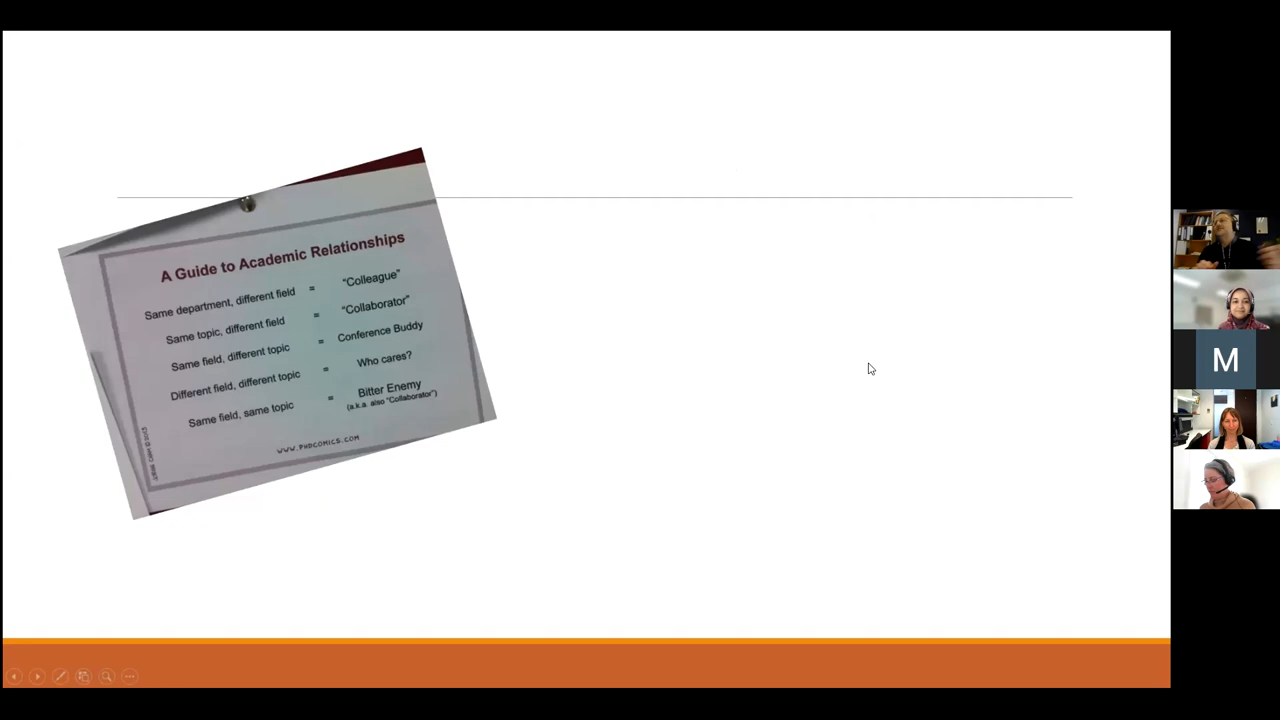 A Guide to Academic Relationships
Same department, different field = “Colleague”
Same topic, different field = “Collaborator”
Same field, different topic = Conference Buddy
Different field, different topic = Who cares?
Same field, same topic = Bitter Enemy
(a.k.a. also “Collaborator”)
WWW.PHDCOMICS.COM
M